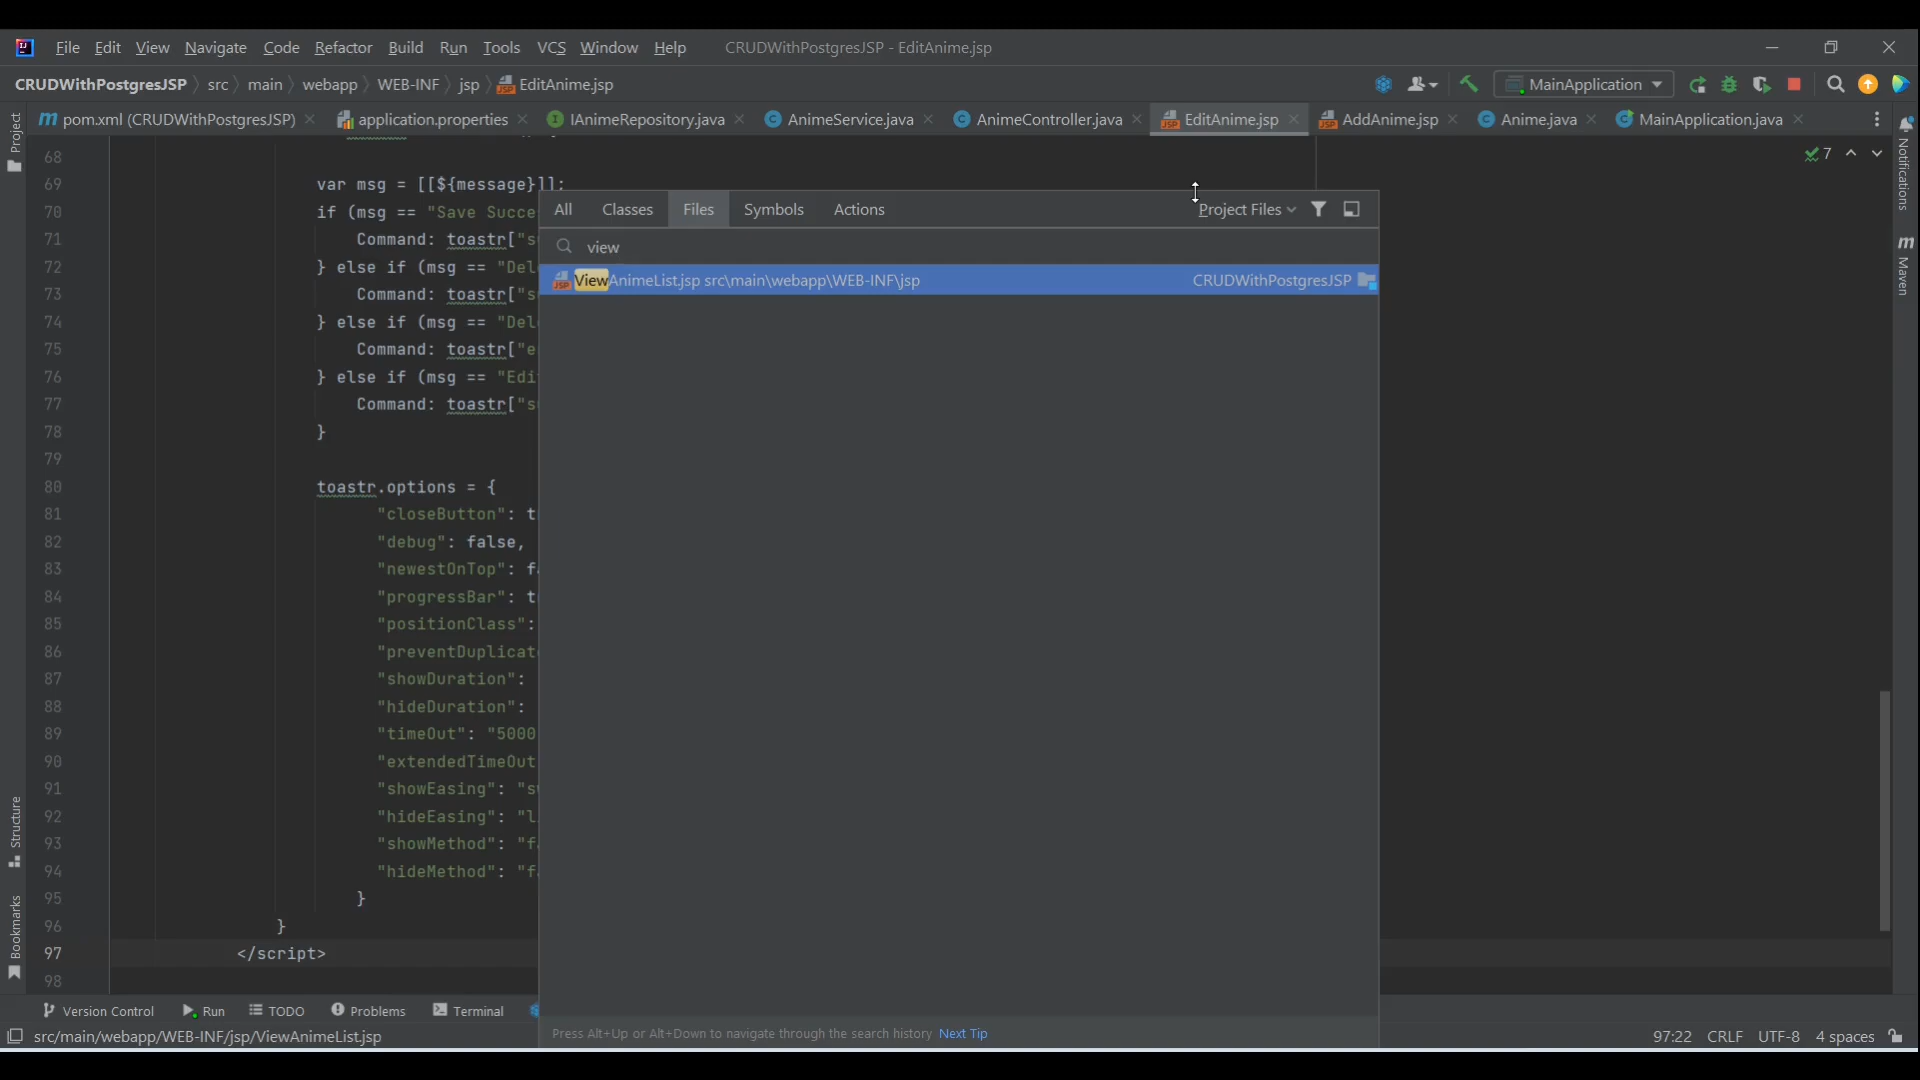 File Edit View Navigate Code Refactor Build Run Tools VCS Window Help CRUDWithPostgresJSP - EditAnime.jsp
CRUDWithPostgresJSP src main webapp WEB-INF jsp EditAnime.jsp MainApplication
pom.xml (CRUDWithPostgresJSP) application.properties IAnimeRepository.java AnimeService.java AnimeController.java EditAnime.jsp AddAnime.jsp Anime.java MainApplication.java
Project
Structure
Bookmarks
Notifications
Maven
7
68
69 var msg = [[${message}]];
70 if (msg == "Save Succe
71 Command: toastr["s
72 } else if (msg == "Del
73 Command: toastr["s
74 } else if (msg == "Del
75 Command: toastr["e
76 } else if (msg == "Edi
77 Command: toastr["s
78 }
79
80 toastr.options = {
81 "closeButton": t
82 "debug": false,
83 "newestOnTop": f
84 "progressBar": t
85 "positionClass":
86 "preventDuplicat
87 "showDuration":
88 "hideDuration":
89 "timeOut": "5000
90 "extendedTimeOut
91 "showEasing": "s
92 "hideEasing": "l
93 "showMethod": "f
94 "hideMethod": "f
95 }
96 }
97 </script>
98
All Classes Files Symbols Actions Project Files
view
ViewAnimeList.jsp src\main\webapp\WEB-INF\jsp CRUDWithPostgresJSP
Press Alt+Up or Alt+Down to navigate through the search history Next Tip
Version Control Run TODO Problems Terminal
src/main/webapp/WEB-INF/jsp/ViewAnimeList.jsp 97:22 CRLF UTF-8 4 spaces